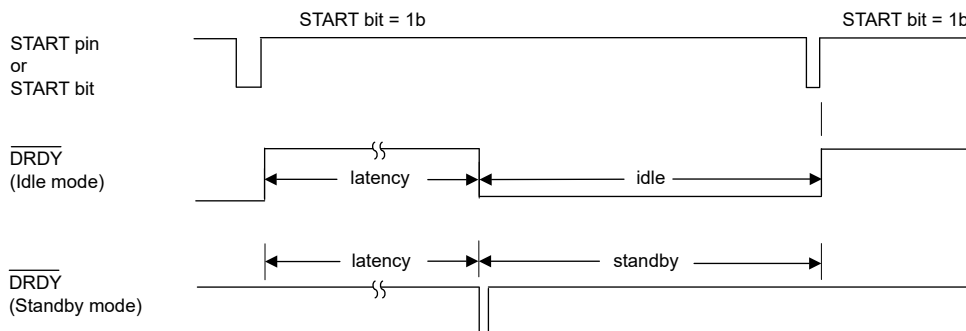 START bit = 1b
START bit = 1b
START pin
or
START bit
DRDY
(Idle mode)
latency
idle
DRDY
(Standby mode)
latency
standby